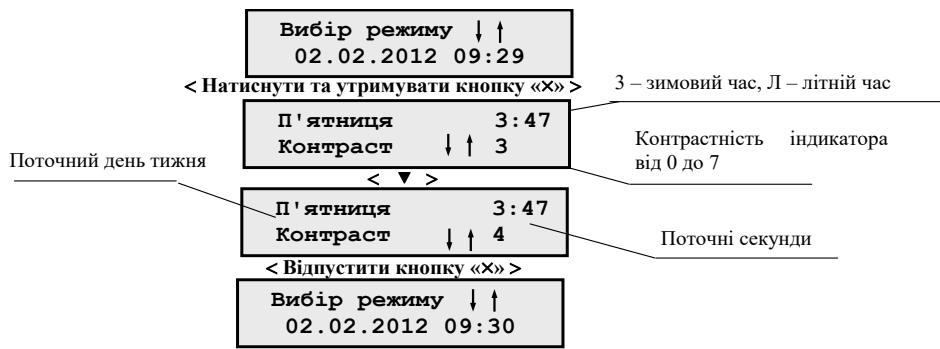 Вибір режиму ↓ ↑
02.02.2012 09:29
< Натиснути та утримувати кнопку «×» >
З – зимовий час, Л – літній час
П'ятниця З:47
Контраст ↓ ↑ 3
Контрастність індикатора
від 0 до 7
Поточний день тижня
< ▼ >
П'ятниця З:47
Контраст ↓ ↑ 4
Поточні секунди
< Відпустити кнопку «×» >
Вибір режиму ↓ ↑
02.02.2012 09:30